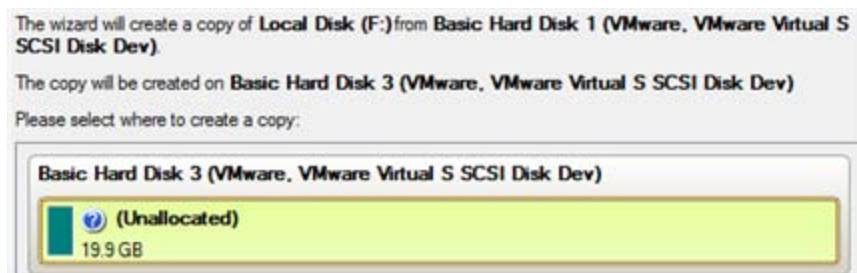 The wizard will create a copy of Local Disk (F:)from Basic Hard Disk 1 (VMware, VMware Virtual S
SCSI Disk Dev).
The copy will be created on Basic Hard Disk 3 (VMware, VMware Virtual S SCSI Disk Dev)
Please select where to create a copy:
Basic Hard Disk 3 (VMware, VMware Virtual S SCSI Disk Dev)
(Unallocated)
19.9 GB